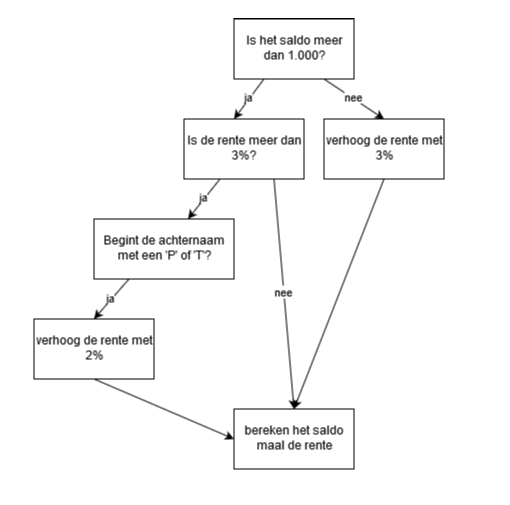 Is het saldo meer
dan 1.000?
ja
nee
Is de rente meer dan
3%?
verhoog de rente met
3%
ja
Begint de achternaam
met een 'P' of 'T'?
nee
ja
verhoog de rente met
2%
bereken het saldo
maal de rente